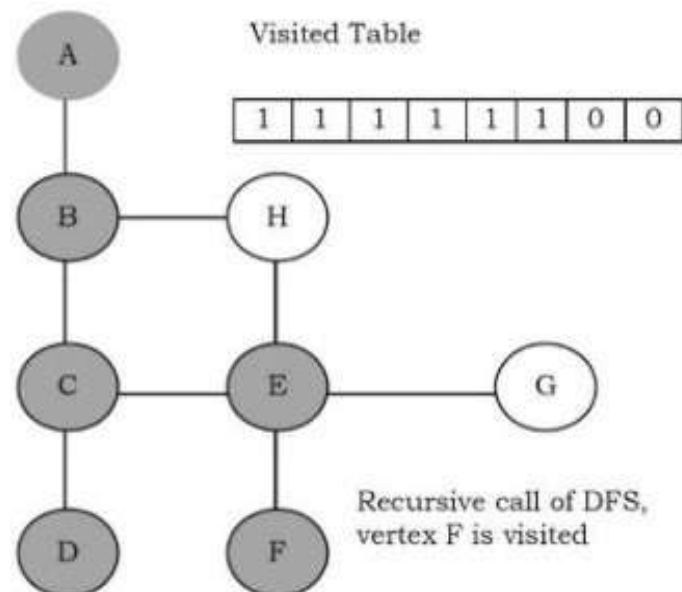 A
Visited Table
1 1 1 1 1 1 0 0
B H
C E G
Recursive call of DFS,
vertex F is visited
D F